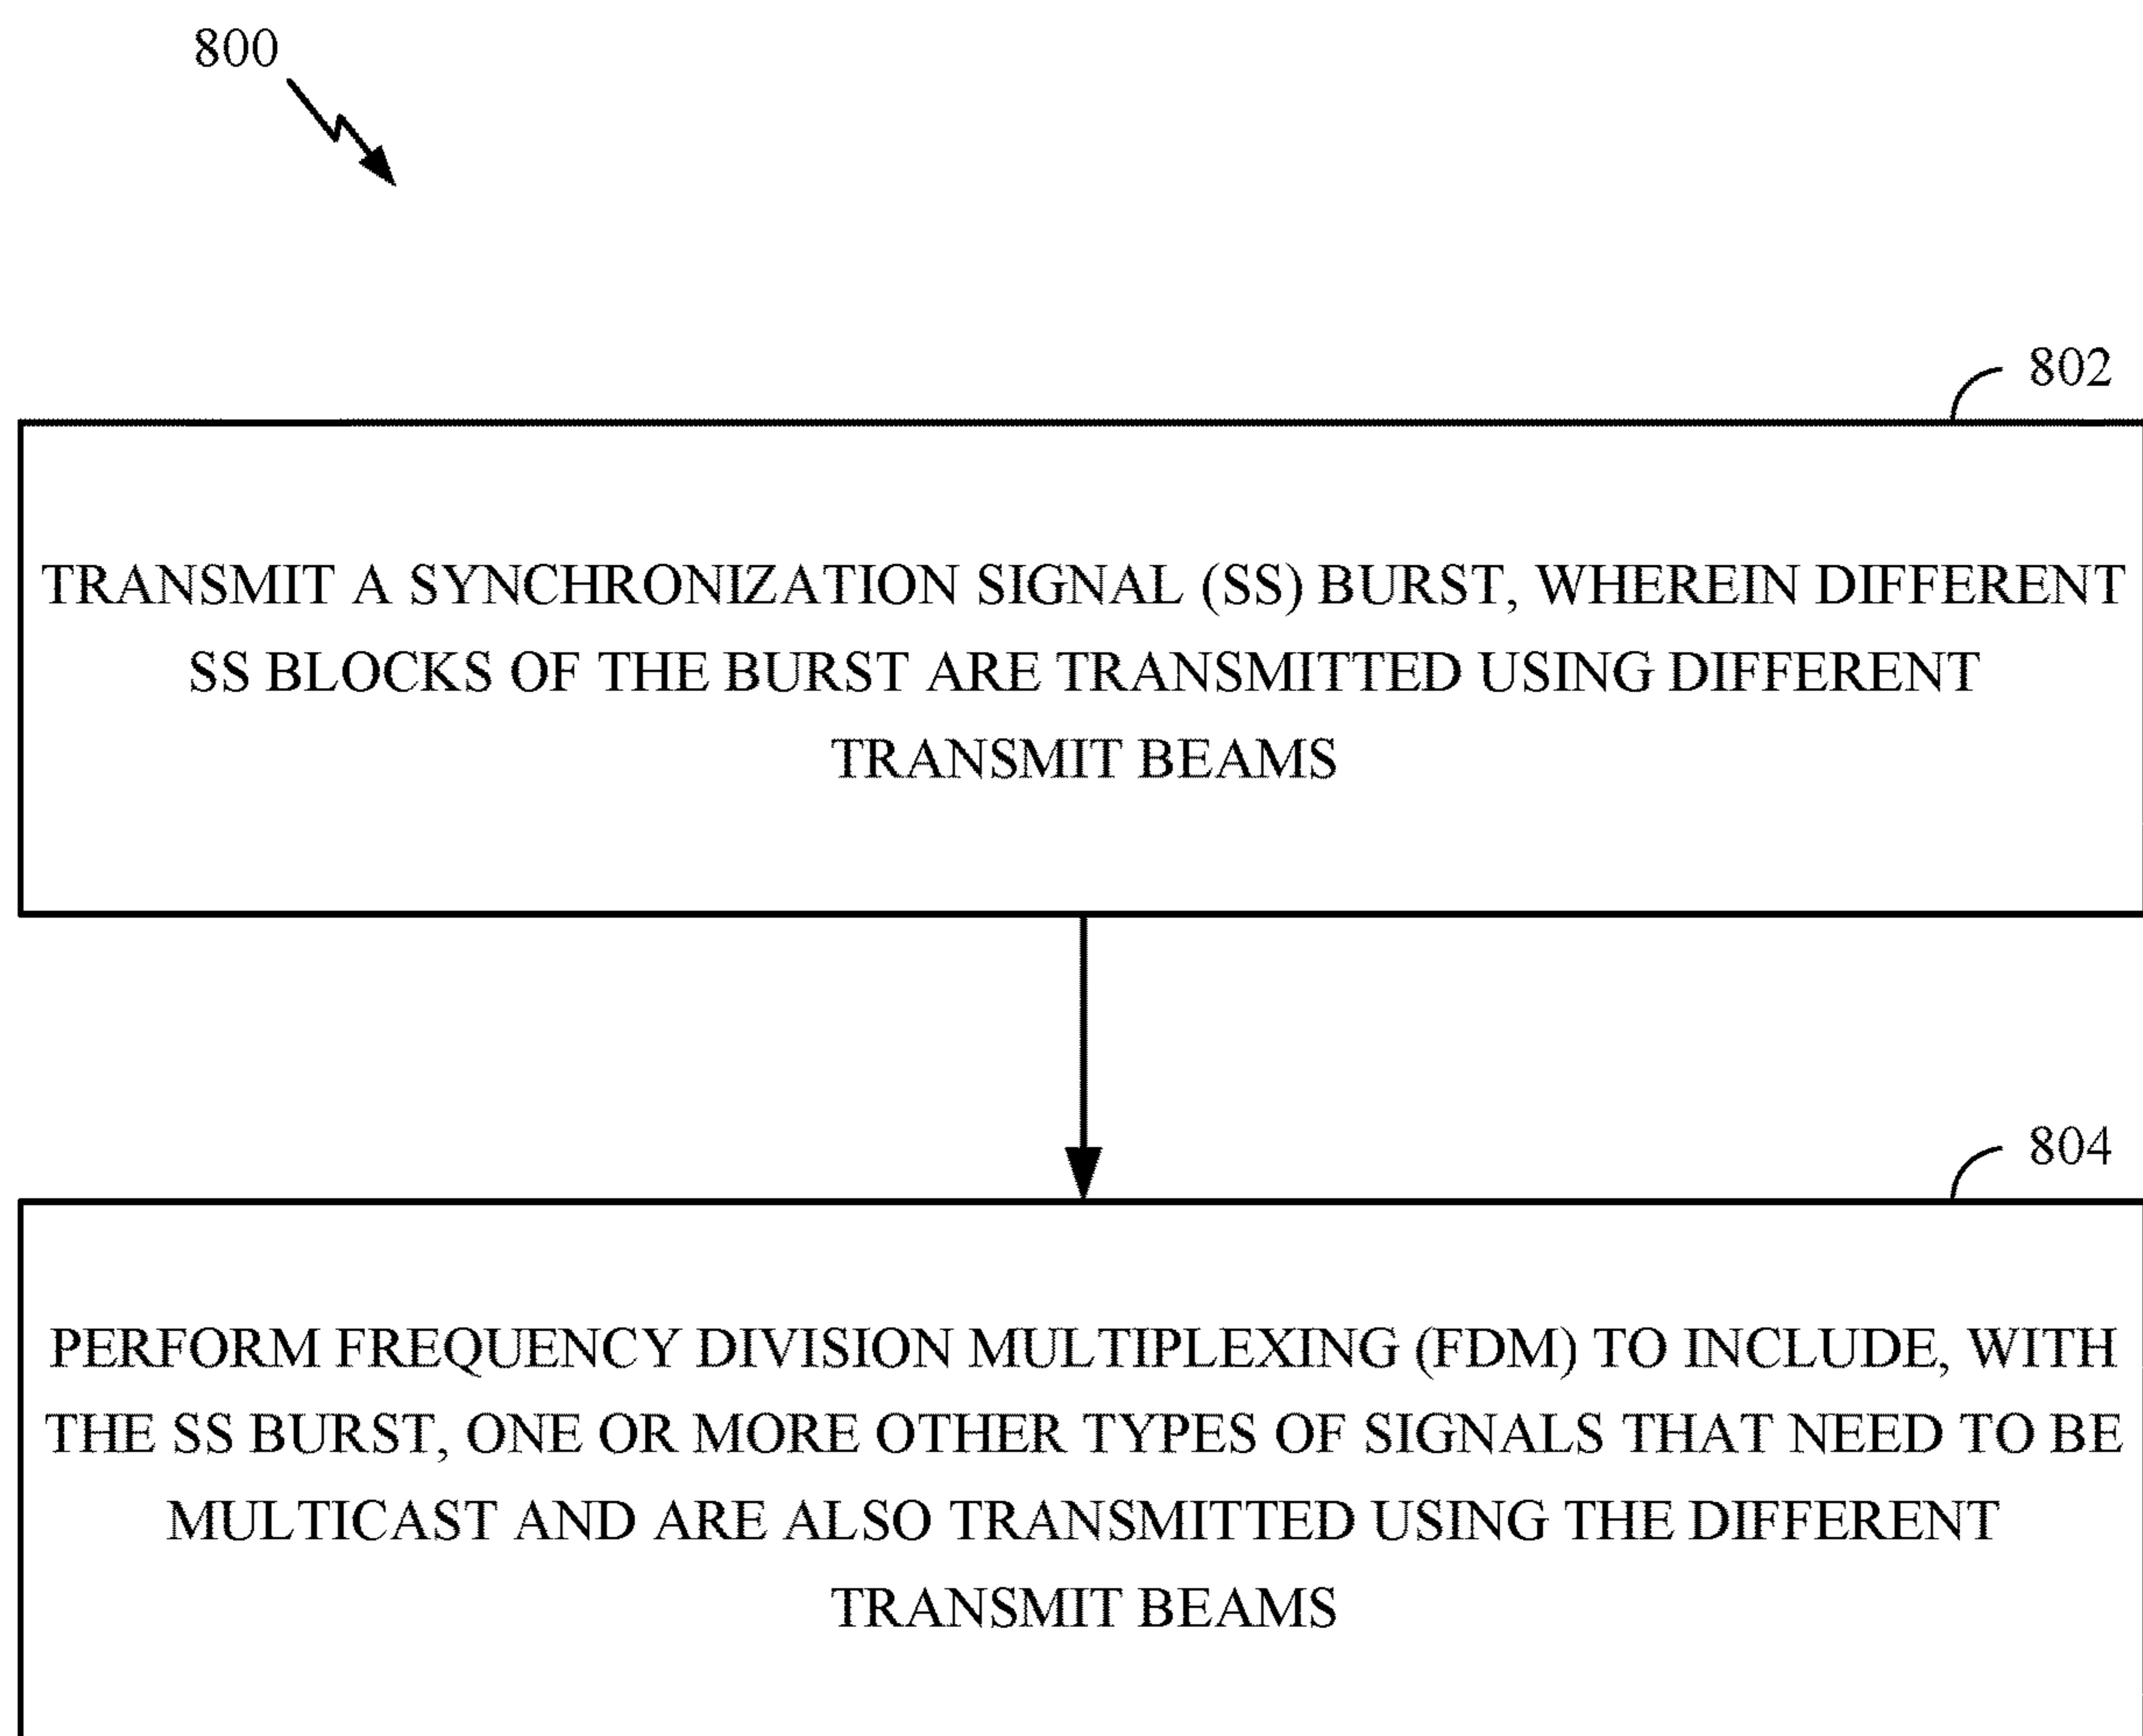 800
802
TRANSMIT A SYNCHRONIZATION SIGNAL (SS) BURST, WHEREIN DIFFERENT
SS BLOCKS OF THE BURST ARE TRANSMITTED USING DIFFERENT
TRANSMIT BEAMS
804
PERFORM FREQUENCY DIVISION MULTIPLEXING (FDM) TO INCLUDE, WITH
THE SS BURST, ONE OR MORE OTHER TYPES OF SIGNALS THAT NEED TO BE
MULTICAST AND ARE ALSO TRANSMITTED USING THE DIFFERENT
TRANSMIT BEAMS